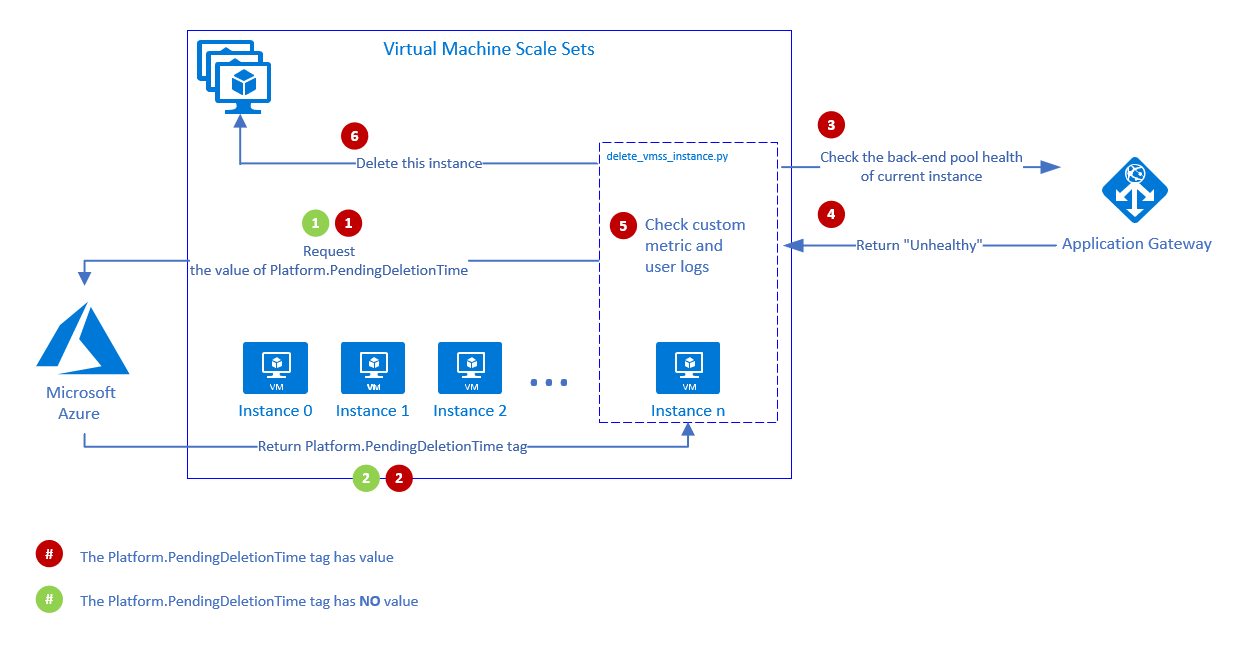 Virtual Machine Scale Sets
6
Delete this instance
delete_vmss_instance.py
3
Check the back-end pool health
of current instance
4
Return "Unhealthy"
Application Gateway
1 1
Request
the value of Platform.PendingDeletionTime
5
Check custom
metric and
user logs
Microsoft
Azure
VM VM VM VM
Instance 0 Instance 1 Instance 2 ... Instance n
Return Platform.PendingDeletionTime tag
2 2
# The Platform.PendingDeletionTime tag has value
# The Platform.PendingDeletionTime tag has NO value